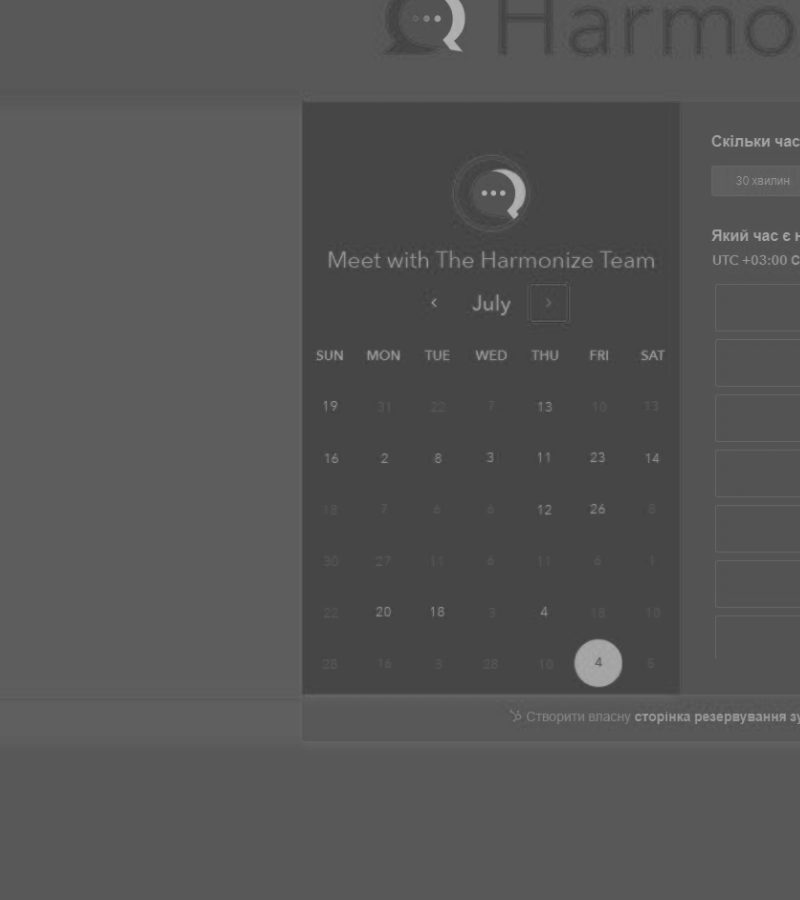 Harmo
Meet with The Harmonize Team
‹ July ›
SUN MON TUE WED THU FRI SAT
19 31 22 7 13 10 13
16 2 8 3 11 23 14
18 7 6 6 12 26 8
30 27 11 6 11 6 1
22 20 18 3 4 18 10
28 16 5 28 10 4 5
Скільки час
30 хвилин
Який час є н
UTC +03:00 С
Створити власну сторінка резервування зу